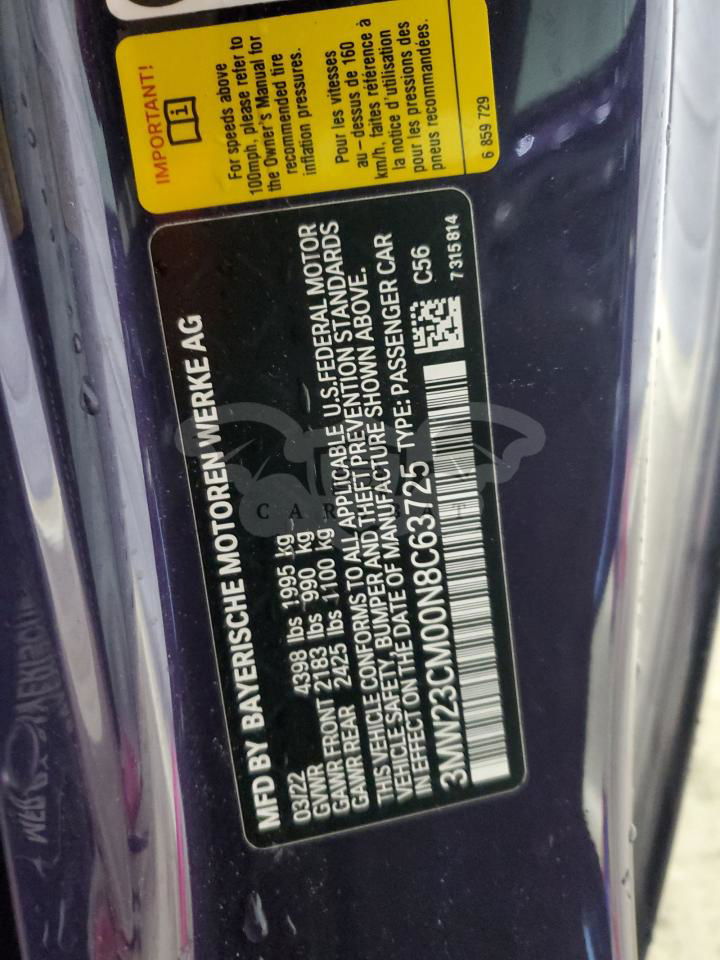 IMPORTANT!
For speeds above
100mph, please refer to
the Owner's Manual for
recommended tire
inflation pressures.
Pour les vitesses
au-dessus de 160
km/h, faites référence à
la notice d'utilisation
pour les pressions des
pneus recommandées.
6 859 729
MFD BY BAYERISCHE MOTOREN WERKE AG
03/22
GVWR 4398 lbs 1995 kg
GAWR FRONT 2183 lbs 990 kg
GAWR REAR 2425 lbs 1100 kg
THIS VEHICLE CONFORMS TO ALL APPLICABLE U.S.FEDERAL MOTOR
VEHICLE SAFETY, BUMPER AND THEFT PREVENTION STANDARDS
IN EFFECT ON THE DATE OF MANUFACTURE SHOWN ABOVE.
3MW23CM00N8C63725 TYPE: PASSENGER CAR
C56
7 315 814